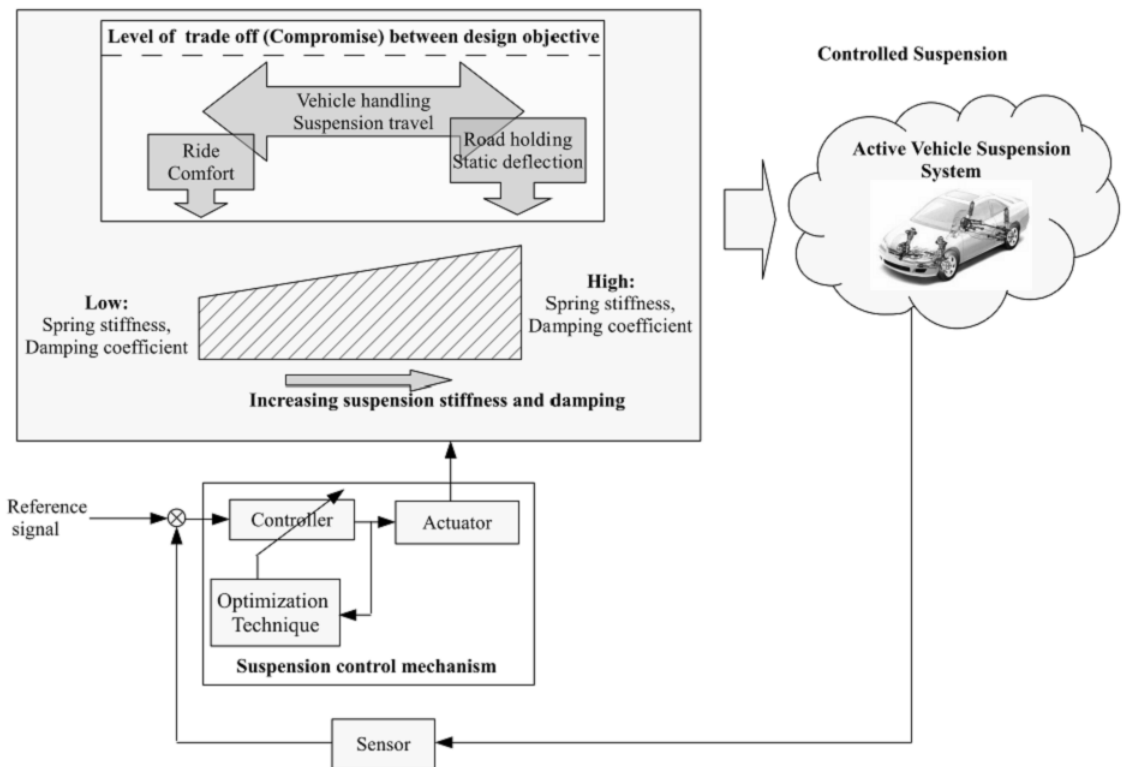 Level of trade off (Compromise) between design objective
Vehicle handling
Suspension travel
Ride
Comfort
Road holding
Static deflection
Low:
Spring stiffness,
Damping coefficient
High:
Spring stiffness,
Damping coefficient
Increasing suspension stiffness and damping
Controlled Suspension
Active Vehicle Suspension
System
Reference
signal
Controller
Actuator
Optimization
Technique
Suspension control mechanism
Sensor